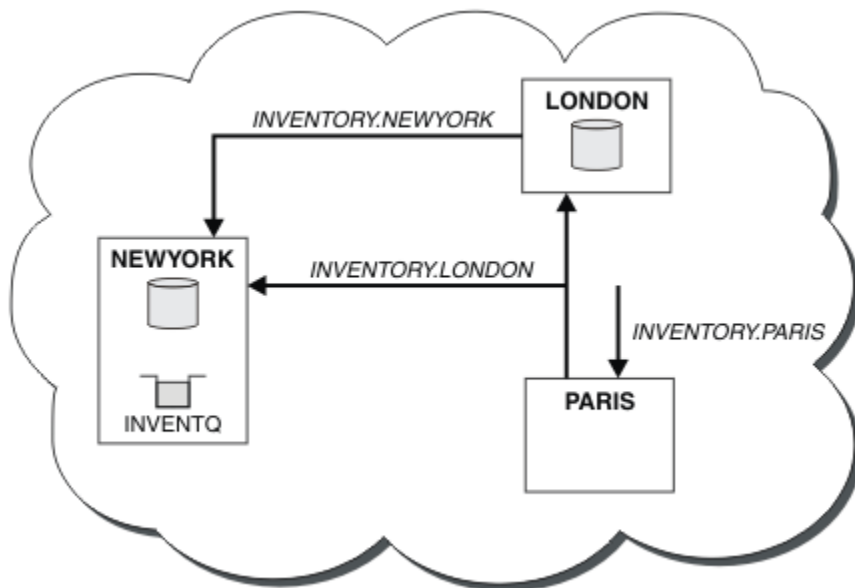 LONDON
INVENTORY.NEWYORK
NEWYORK
INVENTORY.LONDON
INVENTORY.PARIS
PARIS
INVENTQ